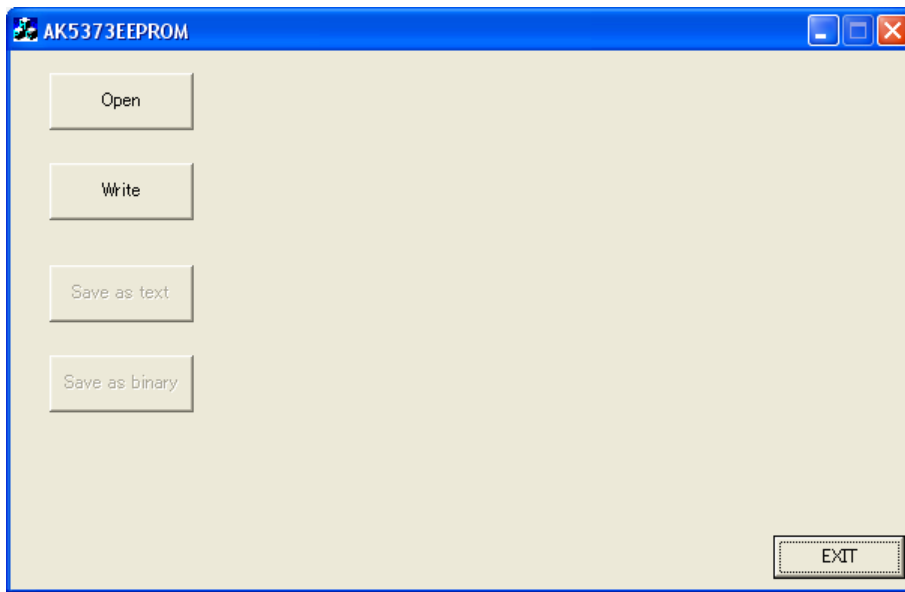 AK5373EEPROM
Open
Write
Save as text
Save as binary
EXIT